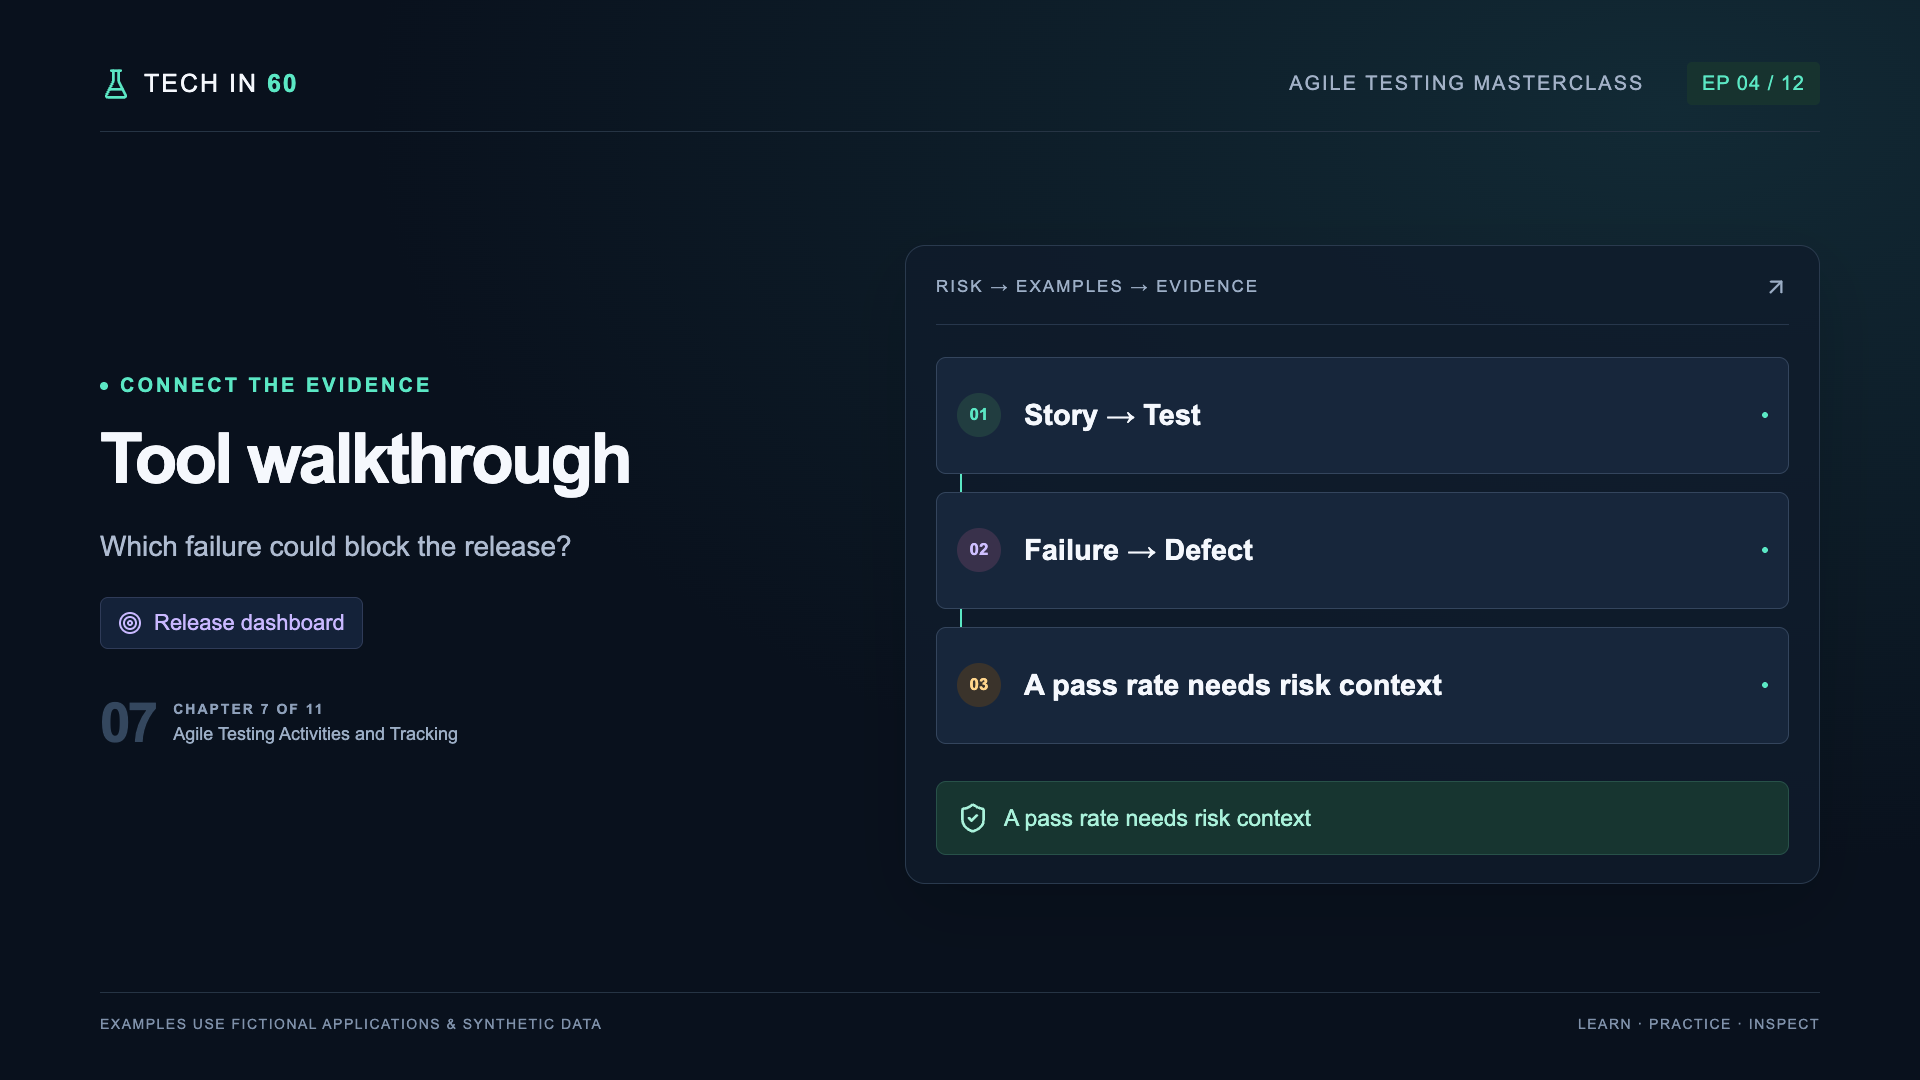 TECH IN 60
AGILE TESTING MASTERCLASS
EP 04 / 12
CONNECT THE EVIDENCE
Tool walkthrough
Which failure could block the release?
Release dashboard
07
CHAPTER 7 OF 11
Agile Testing Activities and Tracking
RISK → EXAMPLES → EVIDENCE
01
Story → Test
02
Failure → Defect
03
A pass rate needs risk context
A pass rate needs risk context
EXAMPLES USE FICTIONAL APPLICATIONS & SYNTHETIC DATA
LEARN · PRACTICE · INSPECT